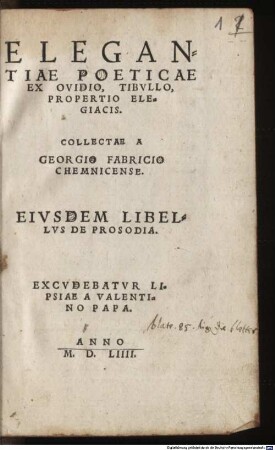 1
ELEGAN-
TIAE POETICAE
EX OVIDIO, TIBVLLO,
PROPERTIO ELE-
GIACIS.
COLLECTAE A
GEORGIO FABRICIO
CHEMNICENSE.
EIVSDEM LIBEL-
LVS DE PROSODIA.
EXCVDEBATVR LI-
PSIAE A VALENTI-
NO PAPA.
ANNO
M. D. LIIII.